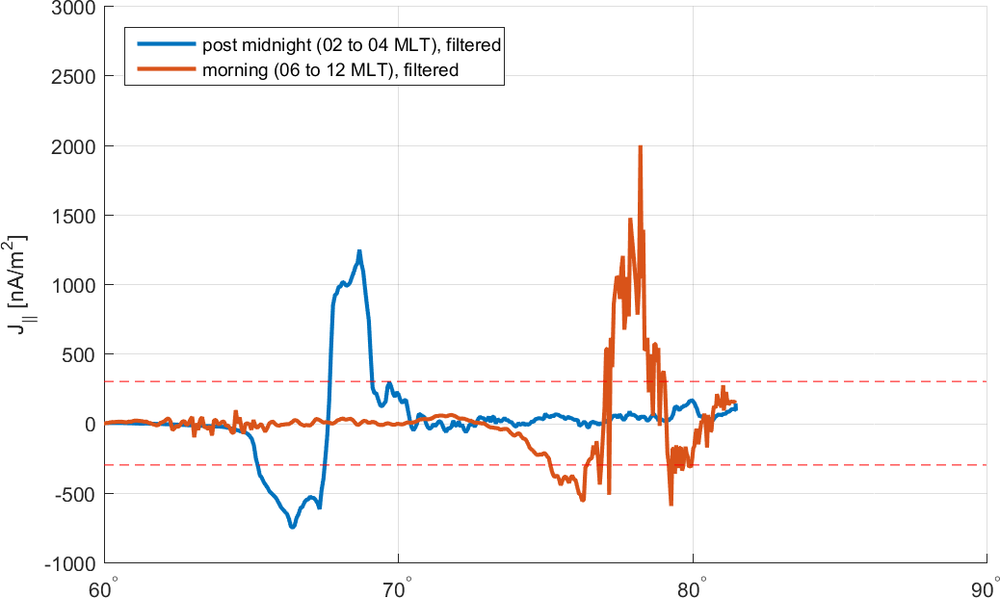 3000
post midnight (02 to 04 MLT), filtered
morning (06 to 12 MLT), filtered
2500
2000
1500
J|| [nA/m2]
1000
500
0
-500
-1000
60° 70° 80° 90°